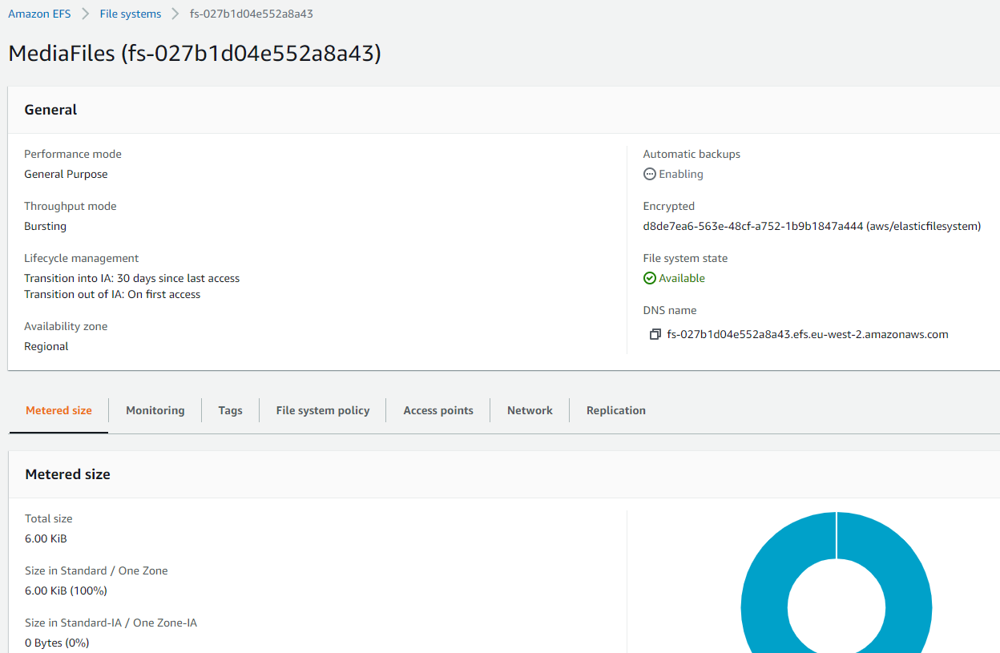 Amazon EFS > File systems > fs-027b1d04e552a8a43
MediaFiles (fs-027b1d04e552a8a43)
General
Performance mode
General Purpose
Throughput mode
Bursting
Lifecycle management
Transition into IA: 30 days since last access
Transition out of IA: On first access
Availability zone
Regional
Automatic backups
Enabling
Encrypted
d8de7ea6-563e-48cf-a752-1b9b1847a444 (aws/elasticfilesystem)
File system state
Available
DNS name
fs-027b1d04e552a8a43.efs.eu-west-2.amazonaws.com
Metered size Monitoring Tags File system policy Access points Network Replication
Metered size
Total size
6.00 KiB
Size in Standard / One Zone
6.00 KiB (100%)
Size in Standard-IA / One Zone-IA
0 Bytes (0%)